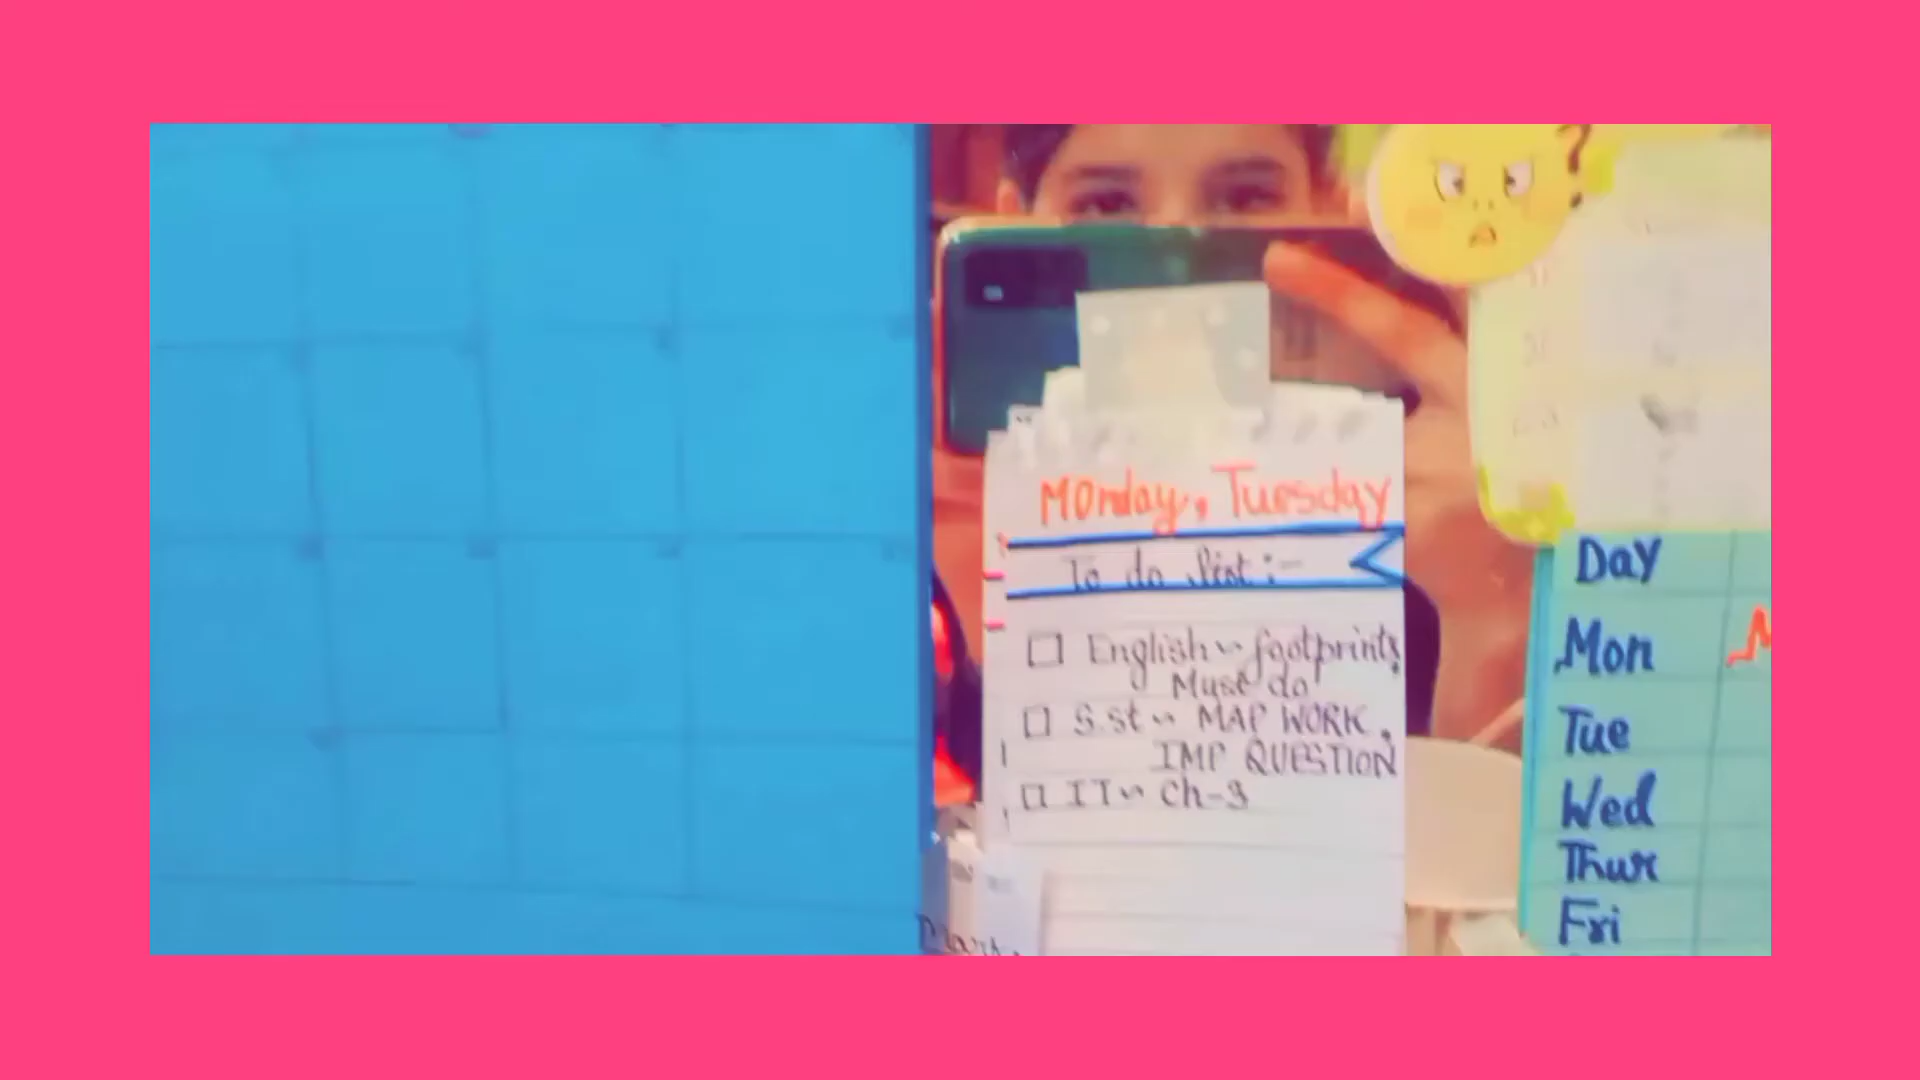 ?
Monday, Tuesday
To do list :-
English ~ footprints,
Must do
S.st ~ MAP WORK,
IMP QUESTION
IT ~ Ch-3
Day
Mon
Tue
Wed
Thur
Fri